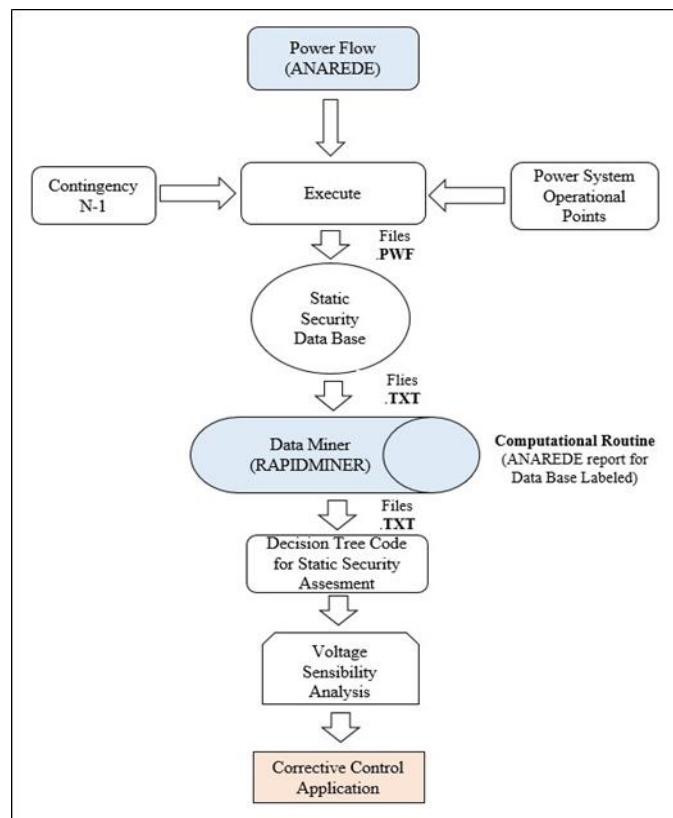 Power Flow
(ANAREDE)
Contingency
N-1
Execute
Power System
Operational
Points
Files
.PWF
Static
Security
Data Base
Flies
.TXT
Data Miner
(RAPIDMINER)
Computational Routine
(ANAREDE report for
Data Base Labeled)
Files
.TXT
Decision Tree Code
for Static Security
Assesment
Voltage
Sensibility
Analysis
Corrective Control
Application